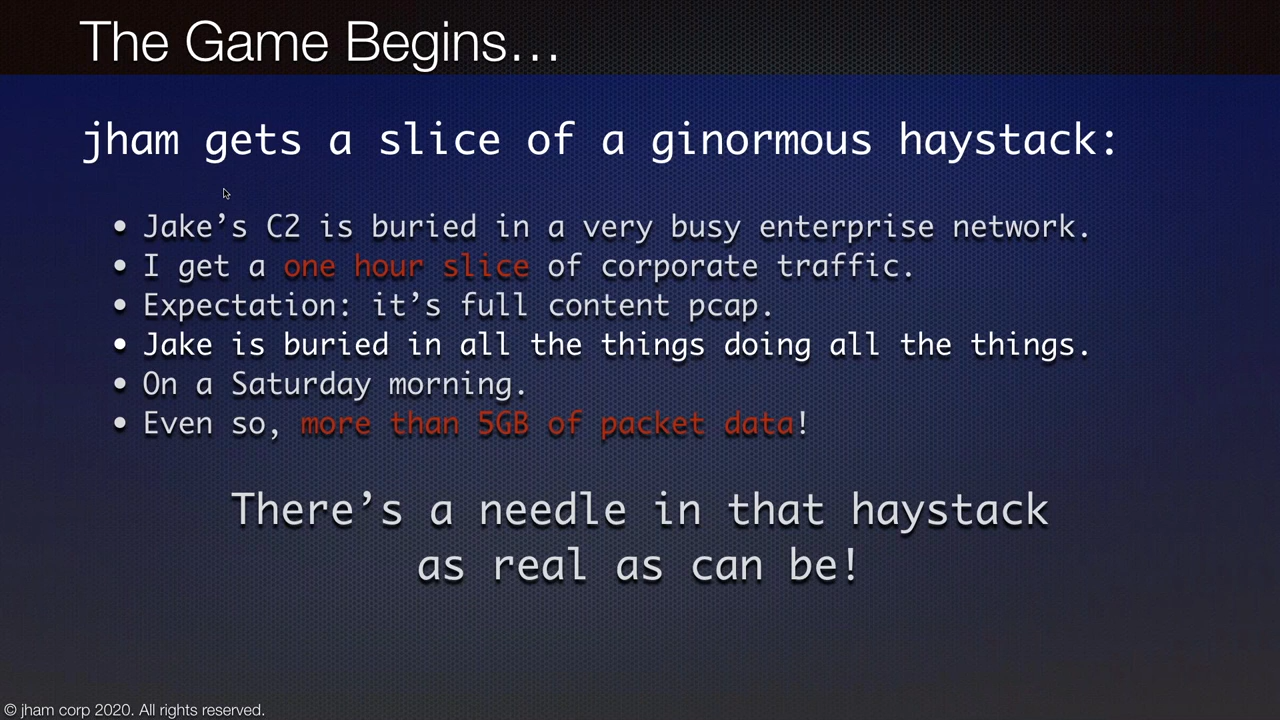 The Game Begins…
jham gets a slice of a ginormous haystack:
• Jake’s C2 is buried in a very busy enterprise network.
• I get a one hour slice of corporate traffic.
• Expectation: it’s full content pcap.
• Jake is buried in all the things doing all the things.
• On a Saturday morning.
• Even so, more than 5GB of packet data!
There’s a needle in that haystack
as real as can be!
© jham corp 2020. All rights reserved.